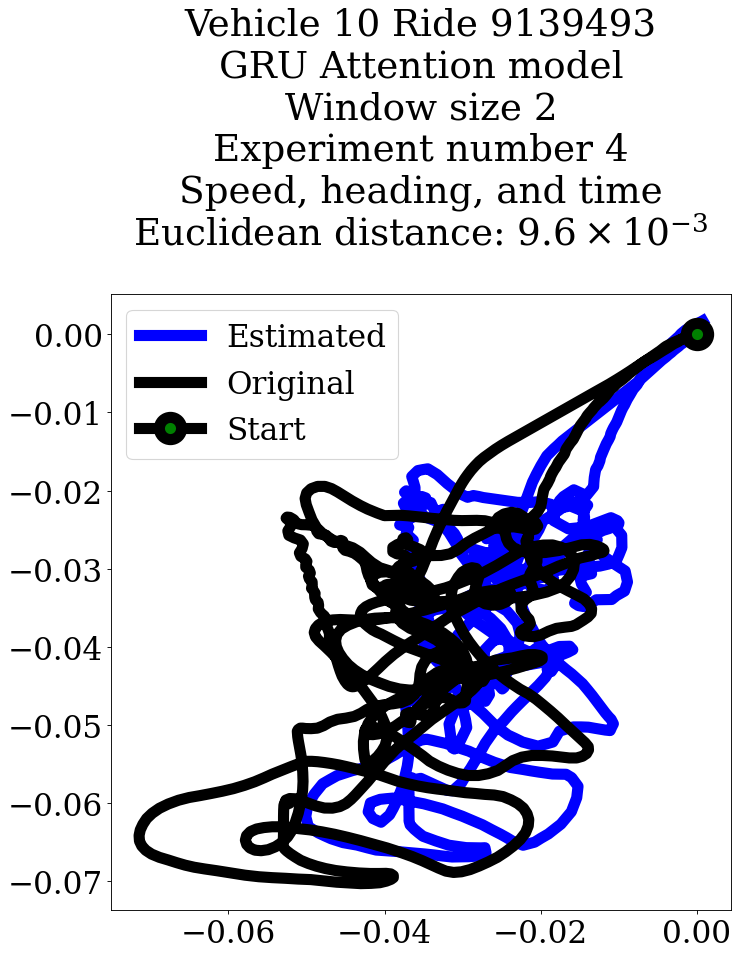 Vehicle 10 Ride 9139493
GRU Attention model
Window size 2
Experiment number 4
Speed, heading, and time
Euclidean distance: 9.6 × 10⁻³
Estimated
Original
Start
0.00
−0.01
−0.02
−0.03
−0.04
−0.05
−0.06
−0.07
−0.06
−0.04
−0.02
0.00